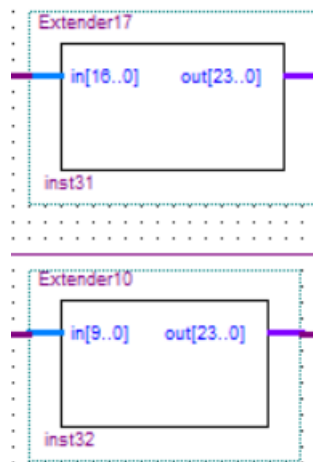 Extender17
in[16..0] out[23..0]
inst31
Extender10
in[9..0] out[23..0]
inst32